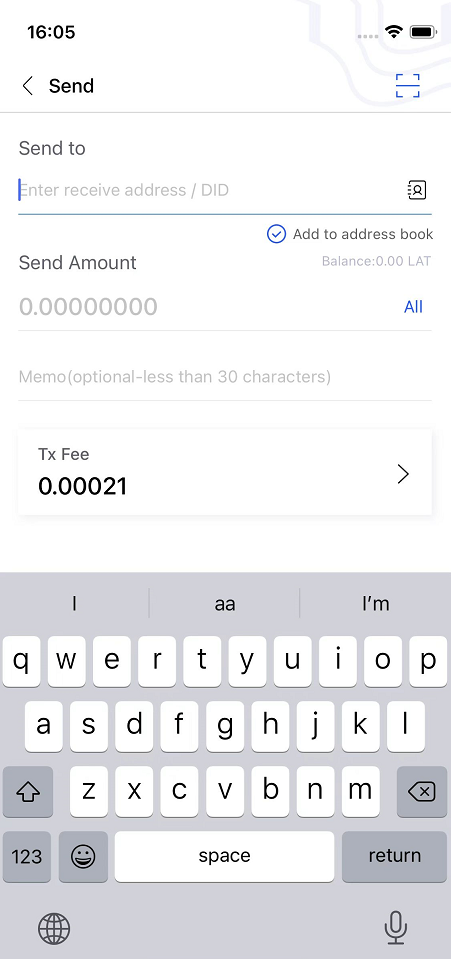 16:05
Send
Send to
Enter receive address / DID
Add to address book
Send Amount
Balance:0.00 LAT
0.00000000
All
Memo(optional-less than 30 characters)
Tx Fee
0.00021
I aa I'm
q w e r t y u i o p
a s d f g h j k l
z x c v b n m
123 space return